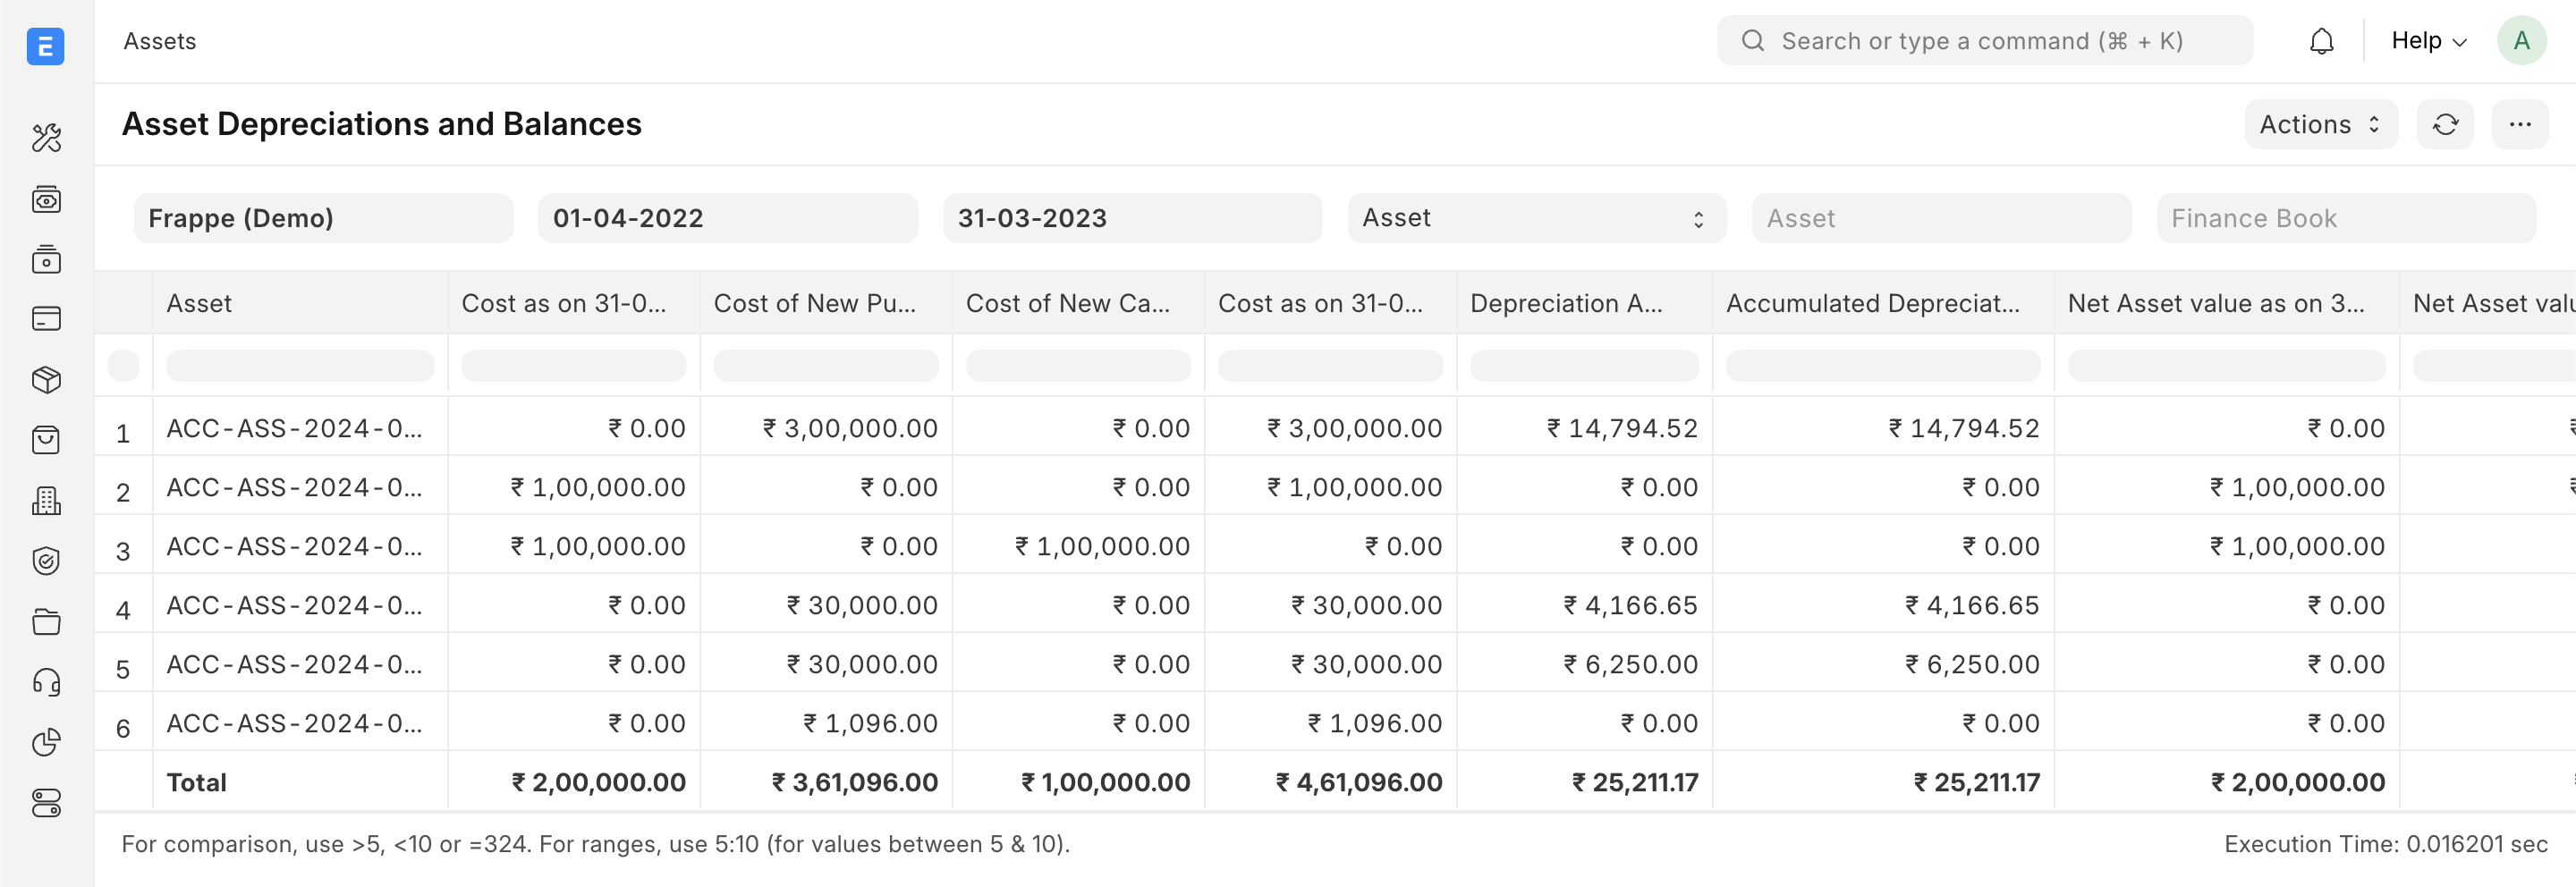 E
Assets
Search or type a command (⌘ + K)
Help
A
Asset Depreciations and Balances
Actions
Frappe (Demo) 01-04-2022 31-03-2023 Asset Asset Finance Book
Asset Cost as on 31-0... Cost of New Pu... Cost of New Ca... Cost as on 31-0... Depreciation A... Accumulated Depreciat... Net Asset value as on 3... Net Asset valu
1 ACC-ASS-2024-0... ₹ 0.00 ₹ 3,00,000.00 ₹ 0.00 ₹ 3,00,000.00 ₹ 14,794.52 ₹ 14,794.52 ₹ 0.00 ₹
2 ACC-ASS-2024-0... ₹ 1,00,000.00 ₹ 0.00 ₹ 0.00 ₹ 1,00,000.00 ₹ 0.00 ₹ 0.00 ₹ 1,00,000.00 ₹
3 ACC-ASS-2024-0... ₹ 1,00,000.00 ₹ 0.00 ₹ 1,00,000.00 ₹ 0.00 ₹ 0.00 ₹ 0.00 ₹ 1,00,000.00
4 ACC-ASS-2024-0... ₹ 0.00 ₹ 30,000.00 ₹ 0.00 ₹ 30,000.00 ₹ 4,166.65 ₹ 4,166.65 ₹ 0.00
5 ACC-ASS-2024-0... ₹ 0.00 ₹ 30,000.00 ₹ 0.00 ₹ 30,000.00 ₹ 6,250.00 ₹ 6,250.00 ₹ 0.00
6 ACC-ASS-2024-0... ₹ 0.00 ₹ 1,096.00 ₹ 0.00 ₹ 1,096.00 ₹ 0.00 ₹ 0.00 ₹ 0.00
Total ₹ 2,00,000.00 ₹ 3,61,096.00 ₹ 1,00,000.00 ₹ 4,61,096.00 ₹ 25,211.17 ₹ 25,211.17 ₹ 2,00,000.00
For comparison, use >5, <10 or =324. For ranges, use 5:10 (for values between 5 & 10).
Execution Time: 0.016201 sec